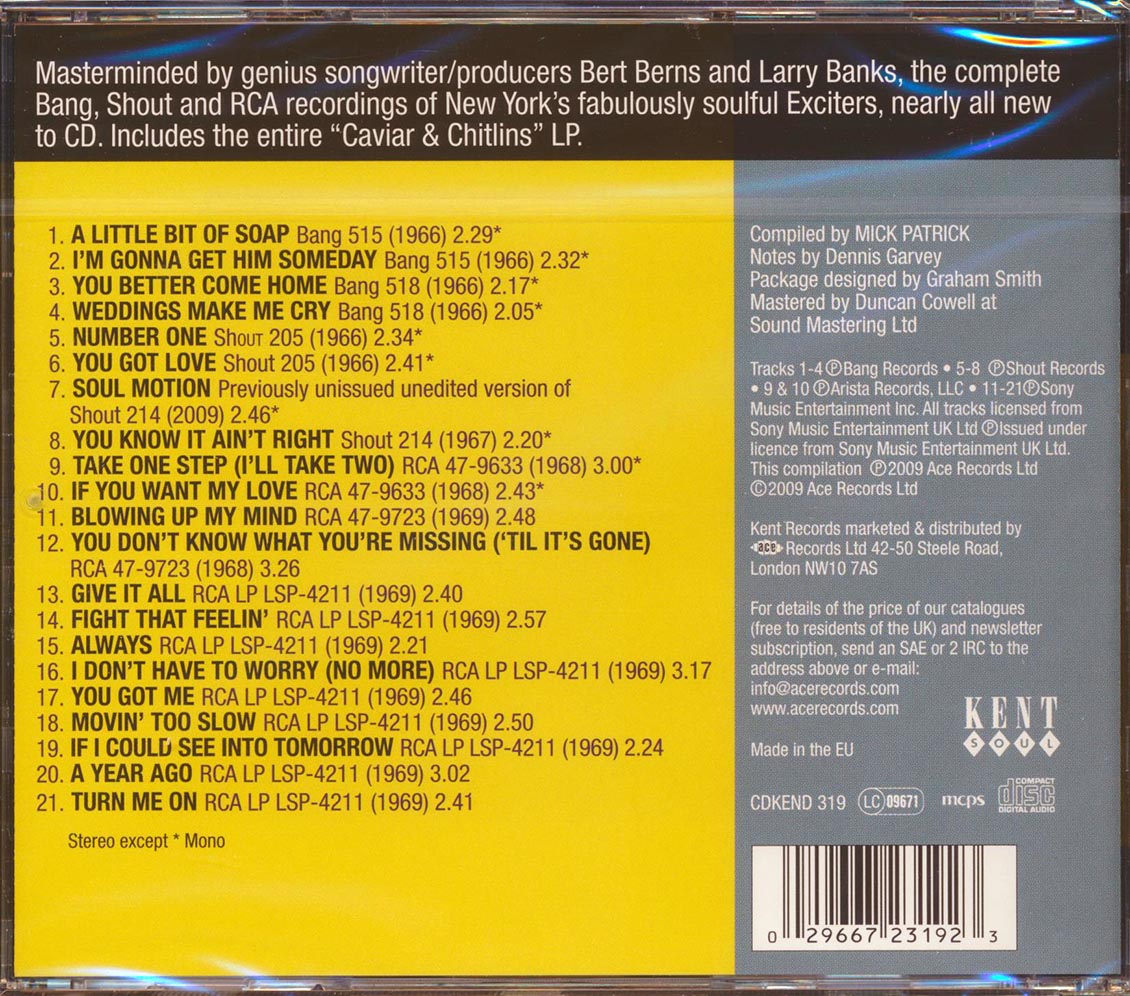 Masterminded by genius songwriter/producers Bert Berns and Larry Banks, the complete
Bang, Shout and RCA recordings of New York's fabulously soulful Exciters, nearly all new
to CD. Includes the entire “Caviar & Chitlins” LP.
1. A LITTLE BIT OF SOAP Bang 515 (1966) 2.29*
2. I'M GONNA GET HIM SOMEDAY Bang 515 (1966) 2.32*
3. YOU BETTER COME HOME Bang 518 (1966) 2.17*
4. WEDDINGS MAKE ME CRY Bang 518 (1966) 2.05*
5. NUMBER ONE SHOUT 205 (1966) 2.34*
6. YOU GOT LOVE Shout 205 (1966) 2.41*
7. SOUL MOTION Previously unissued unedited version of
Shout 214 (2009) 2.46*
8. YOU KNOW IT AIN'T RIGHT Shout 214 (1967) 2.20*
9. TAKE ONE STEP (I'LL TAKE TWO) RCA 47-9633 (1968) 3.00*
10. IF YOU WANT MY LOVE RCA 47-9633 (1968) 2.43*
11. BLOWING UP MY MIND RCA 47-9723 (1969) 2.48
12. YOU DON'T KNOW WHAT YOU'RE MISSING (‘TIL IT'S GONE)
RCA 47-9723 (1968) 3.26
13. GIVE IT ALL RCA LP LSP-4211 (1969) 2.40
14. FIGHT THAT FEELIN' RCA LP LSP-4211 (1969) 2.57
15. ALWAYS RCA LP LSP-4211 (1969) 2.21
16. I DON'T HAVE TO WORRY (NO MORE) RCA LP LSP-4211 (1969) 3.17
17. YOU GOT ME RCA LP LSP-4211 (1969) 2.46
18. MOVIN' TOO SLOW RCA LP LSP-4211 (1969) 2.50
19. IF I COULD SEE INTO TOMORROW RCA LP LSP-4211 (1969) 2.24
20. A YEAR AGO RCA LP LSP-4211 (1969) 3.02
21. TURN ME ON RCA LP LSP-4211 (1969) 2.41
Stereo except * Mono
Compiled by MICK PATRICK
Notes by Dennis Garvey
Package designed by Graham Smith
Mastered by Duncan Cowell at
Sound Mastering Ltd
Tracks 1-4 ℗Bang Records • 5-8 ℗Shout Records
• 9 & 10 ℗Arista Records, LLC • 11-21℗Sony
Music Entertainment Inc. All tracks licensed from
Sony Music Entertainment UK Ltd ℗Issued under
licence from Sony Music Entertainment UK Ltd.
This compilation ℗2009 Ace Records Ltd
©2009 Ace Records Ltd
Kent Records marketed & distributed by
ace Records Ltd 42-50 Steele Road,
London NW10 7AS
For details of the price of our catalogues
(free to residents of the UK) and newsletter
subscription, send an SAE or 2 IRC to the
address above or e-mail:
info@acerecords.com
www.acerecords.com
KENT
SOUL
Made in the EU
CDKEND 319 LC 09671 mcps COMPACT disc DIGITAL AUDIO
0 29667 23192 3